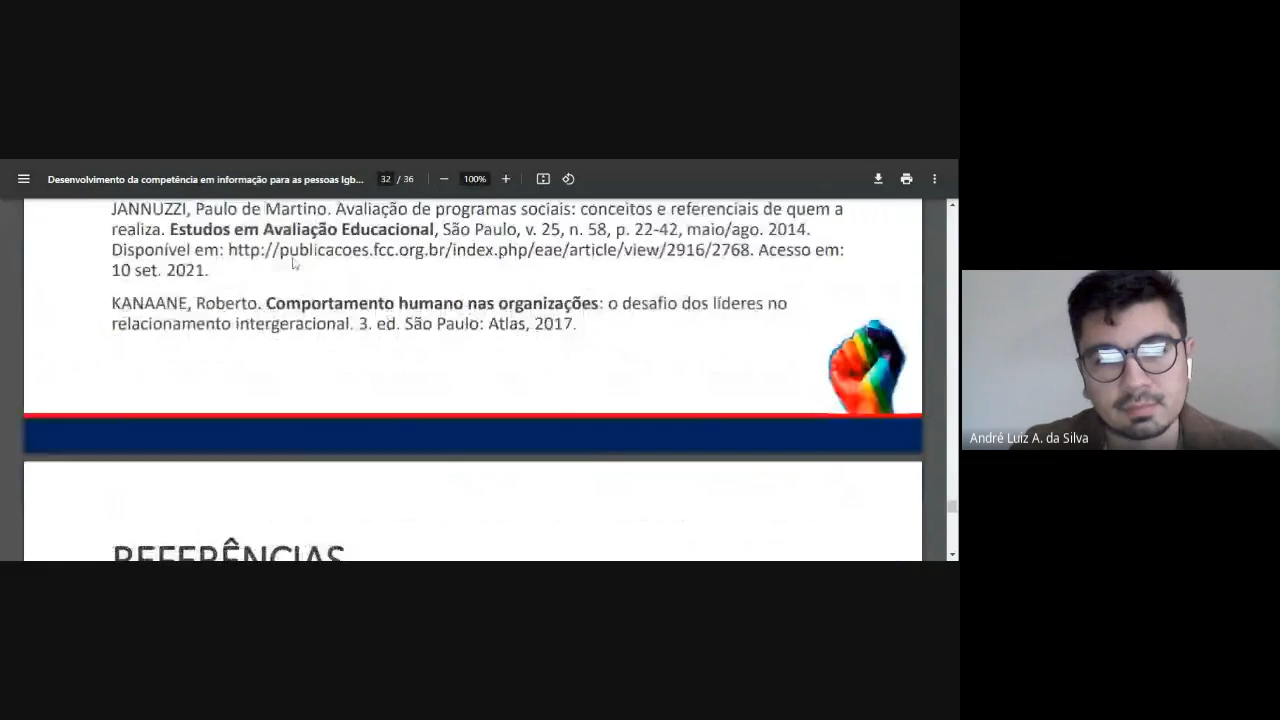 Desenvolvimento da competência em informação para as pessoas lgb...
32 / 36
100%
JANNUZZI, Paulo de Martino. Avaliação de programas sociais: conceitos e referenciais de quem a
realiza. Estudos em Avaliação Educacional, São Paulo, v. 25, n. 58, p. 22-42, maio/ago. 2014.
Disponível em: http://publicacoes.fcc.org.br/index.php/eae/article/view/2916/2768. Acesso em:
10 set. 2021.
KANAANE, Roberto. Comportamento humano nas organizações: o desafio dos líderes no
relacionamento intergeracional. 3. ed. São Paulo: Atlas, 2017.
REFERÊNCIAS
André Luiz A. da Silva